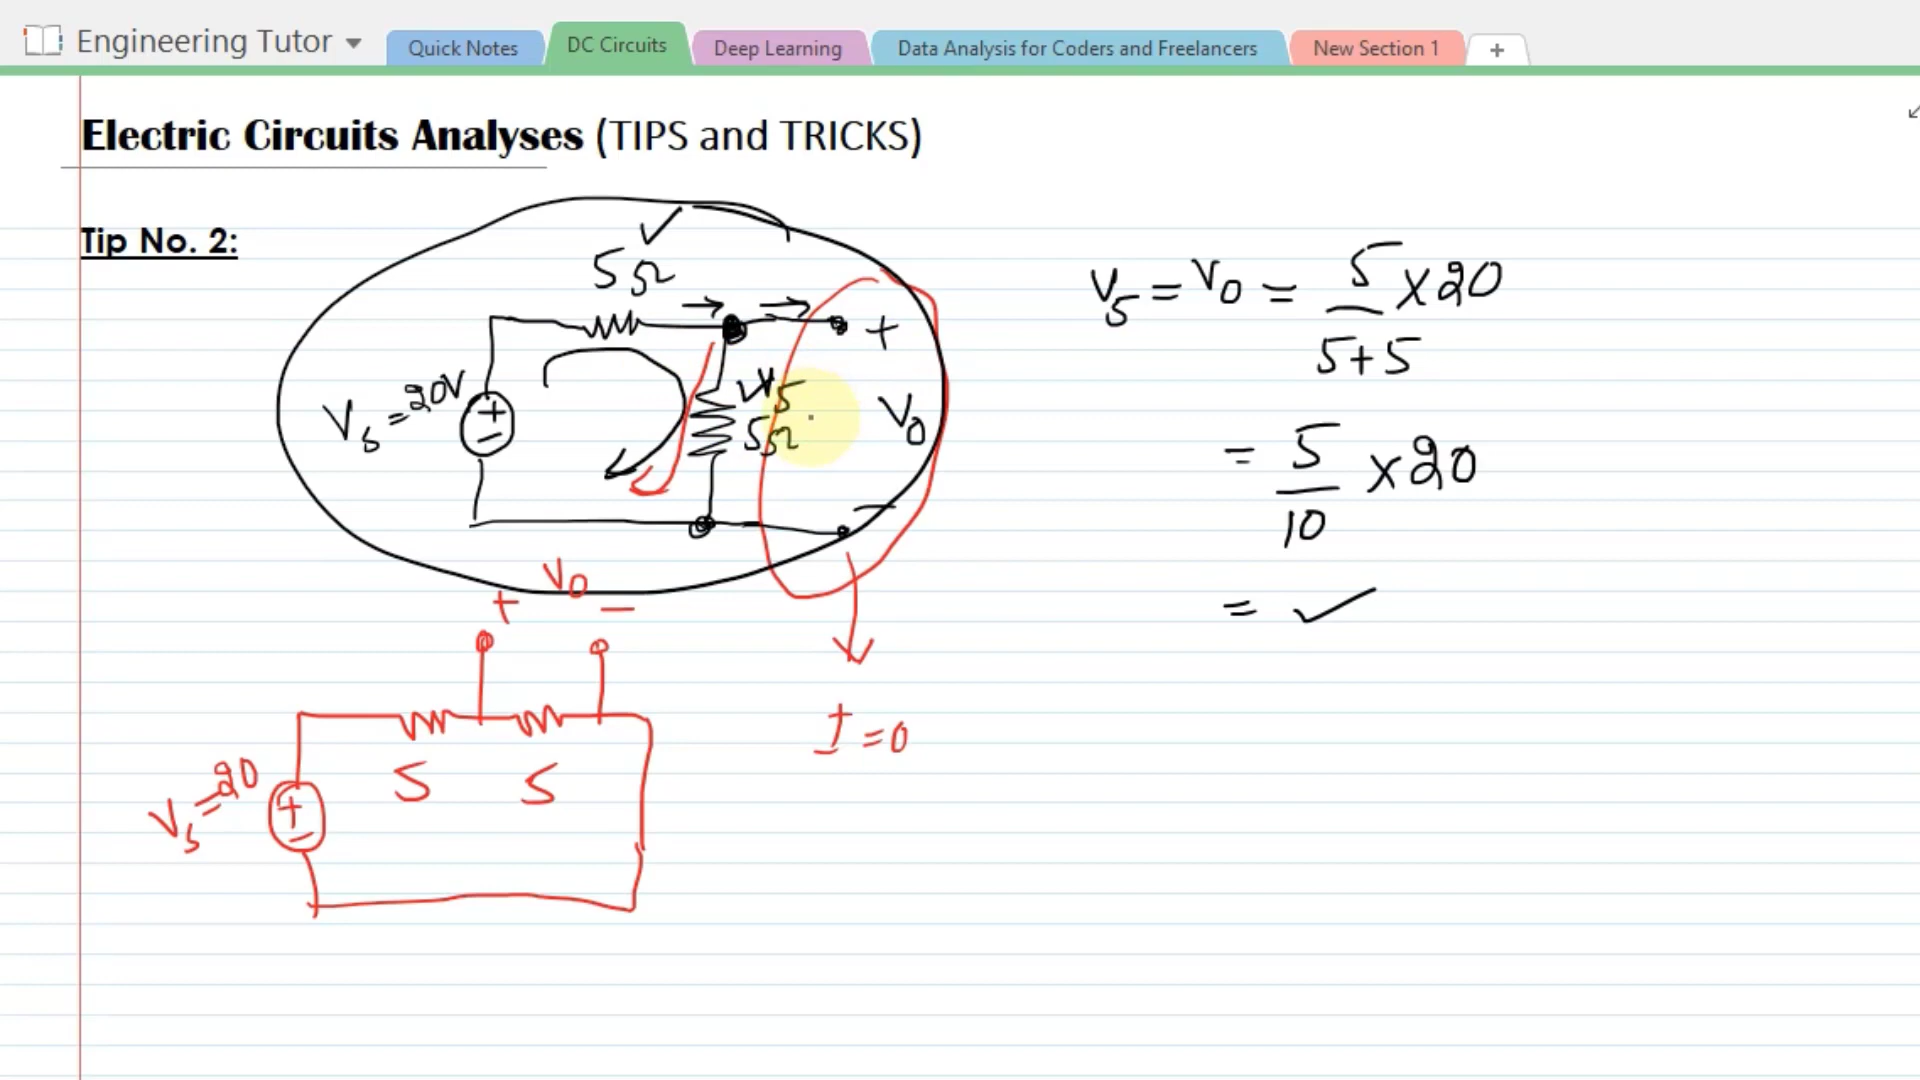 Engineering Tutor
Quick Notes
DC Circuits
Deep Learning
Data Analysis for Coders and Freelancers
New Section 1
+
Electric Circuits Analyses (TIPS and TRICKS)
Tip No. 2:
5Ω
+
Vs = 20V
+
−
V5
5Ω
Vo
−
V5 = Vo = 5/(5+5) × 20
= 5/10 × 20
= ✓
Vo
+ −
I = 0
Vs = 20
+
−
5 5